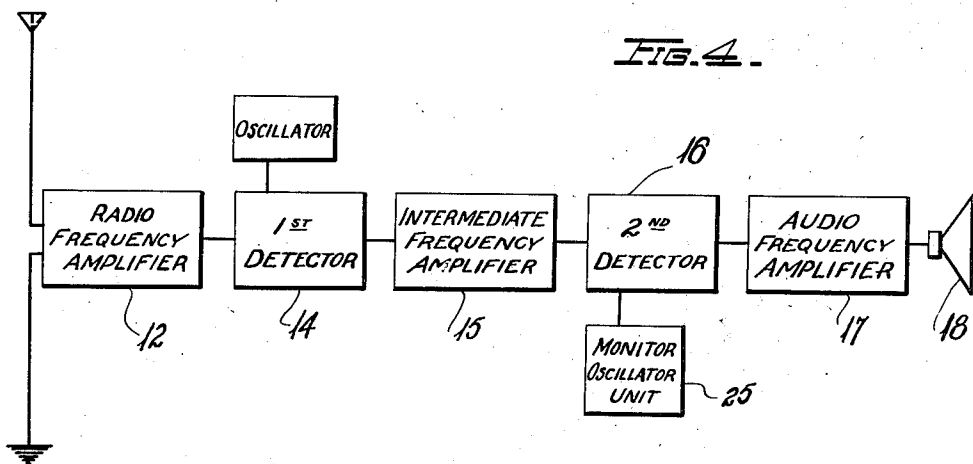 FIG. 4.
OSCILLATOR
RADIO
FREQUENCY
AMPLIFIER
1ST
DETECTOR
INTERMEDIATE
FREQUENCY
AMPLIFIER
16
2ND
DETECTOR
AUDIO
FREQUENCY
AMPLIFIER
12
14
15
17
18
MONITOR
OSCILLATOR
UNIT
25